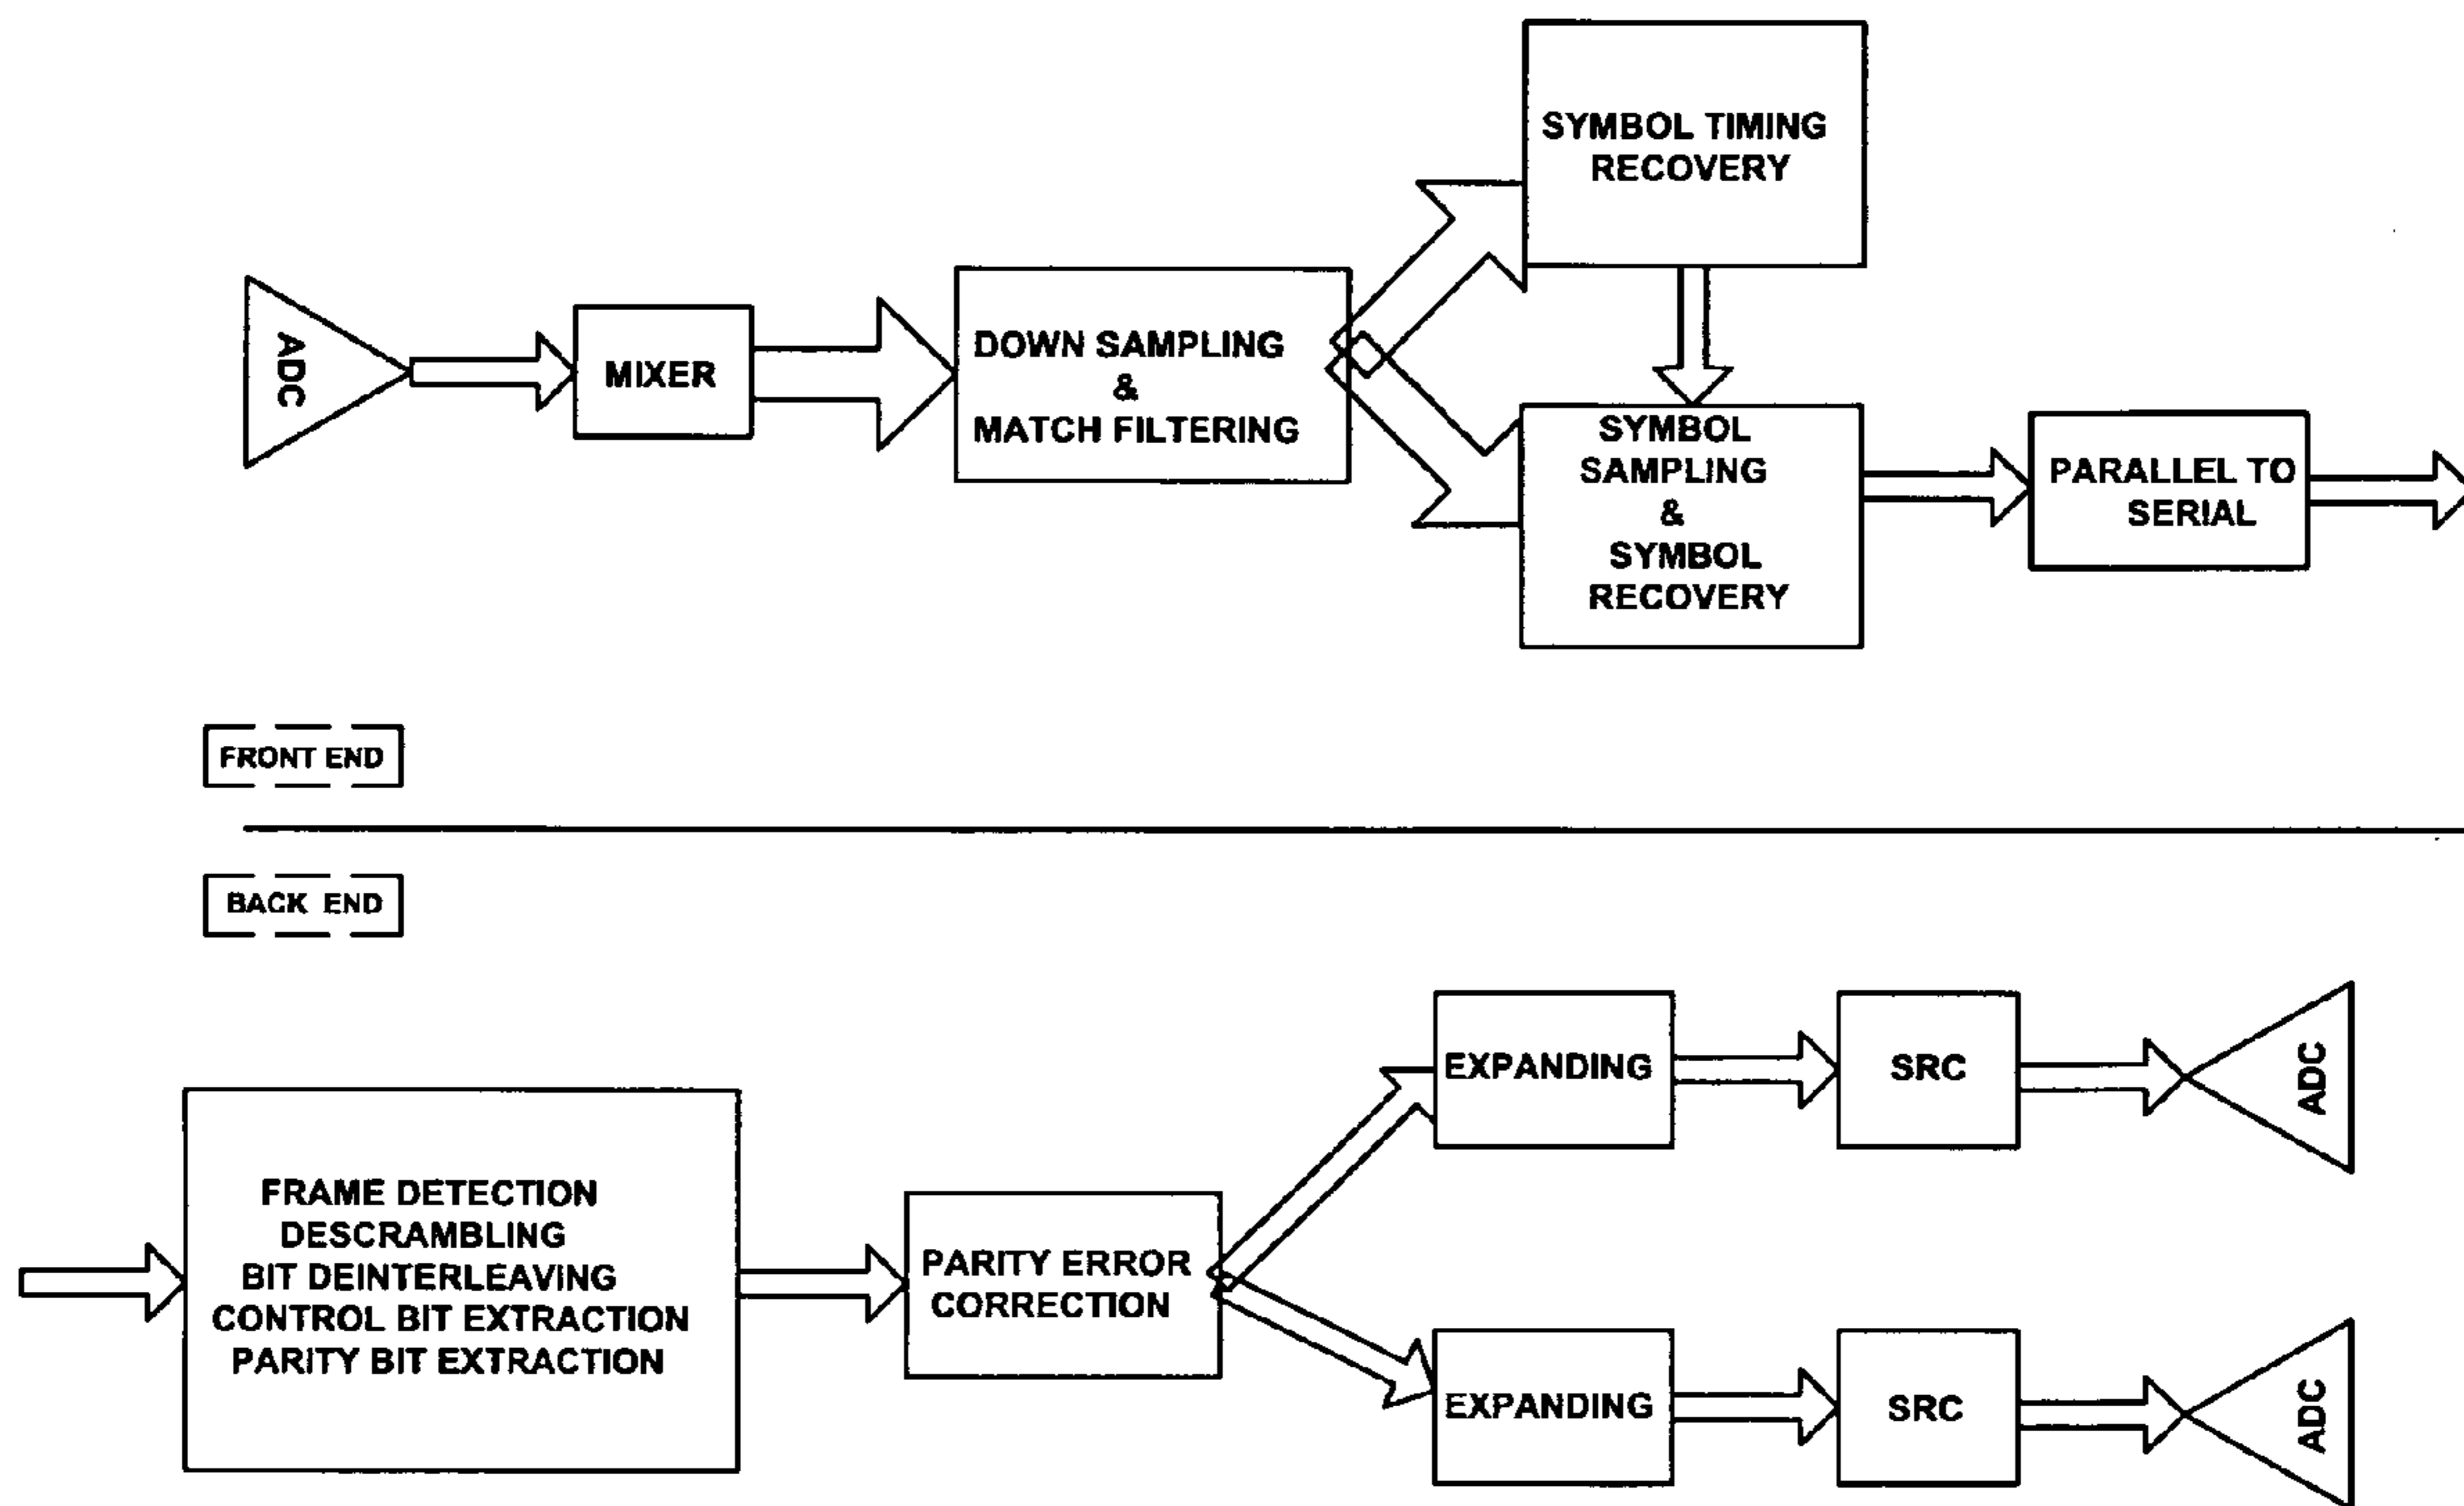 SYMBOL TIMING
RECOVERY
ADC
MIXER
DOWN SAMPLING
&
MATCH FILTERING
SYMBOL
SAMPLING
&
SYMBOL
RECOVERY
PARALLEL TO
SERIAL
FRONT END
BACK END
FRAME DETECTION
DESCRAMBLING
BIT DEINTERLEAVING
CONTROL BIT EXTRACTION
PARITY BIT EXTRACTION
PARITY ERROR
CORRECTION
EXPANDING
SRC
ADC
EXPANDING
SRC
ADC